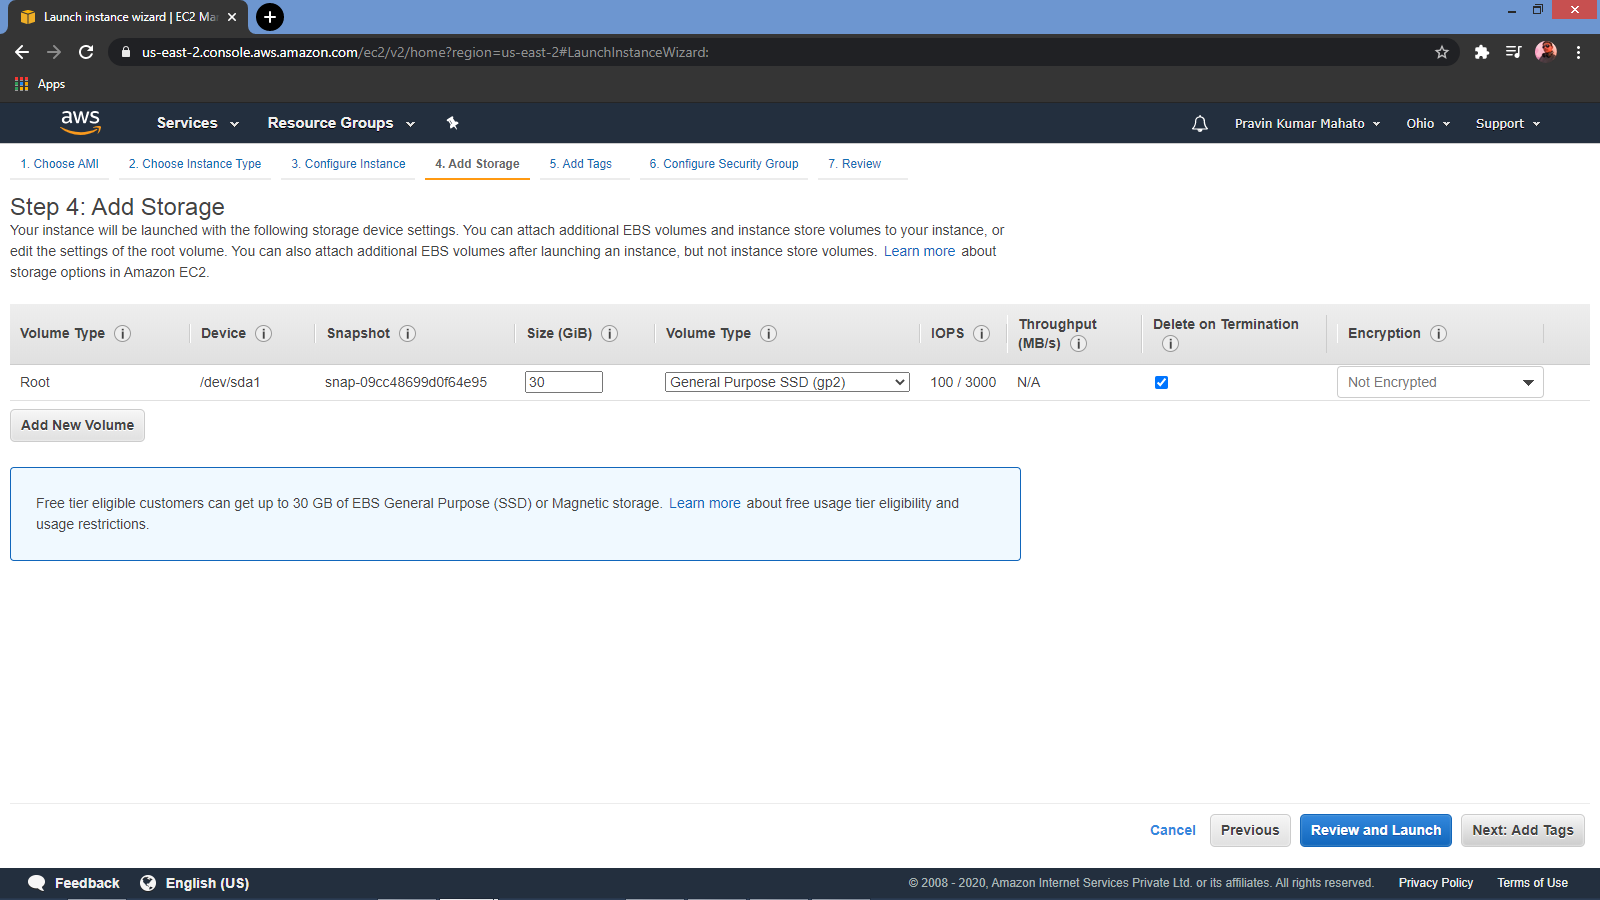 Launch instance wizard | EC2 Ma
us-east-2.console.aws.amazon.com/ec2/v2/home?region=us-east-2#LaunchInstanceWizard:
Apps
aws Services Resource Groups Pravin Kumar Mahato Ohio Support
1. Choose AMI 2. Choose Instance Type 3. Configure Instance 4. Add Storage 5. Add Tags 6. Configure Security Group 7. Review
Step 4: Add Storage
Your instance will be launched with the following storage device settings. You can attach additional EBS volumes and instance store volumes to your instance, or
edit the settings of the root volume. You can also attach additional EBS volumes after launching an instance, but not instance store volumes. Learn more about
storage options in Amazon EC2.
Volume Type i Device i Snapshot i Size (GiB) i Volume Type i IOPS i Throughput (MB/s) i Delete on Termination i Encryption i
Root /dev/sda1 snap-09cc48699d0f64e95 30 General Purpose SSD (gp2) 100 / 3000 N/A Not Encrypted
Add New Volume
Free tier eligible customers can get up to 30 GB of EBS General Purpose (SSD) or Magnetic storage. Learn more about free usage tier eligibility and
usage restrictions.
Cancel Previous Review and Launch Next: Add Tags
Feedback English (US) © 2008 - 2020, Amazon Internet Services Private Ltd. or its affiliates. All rights reserved. Privacy Policy Terms of Use